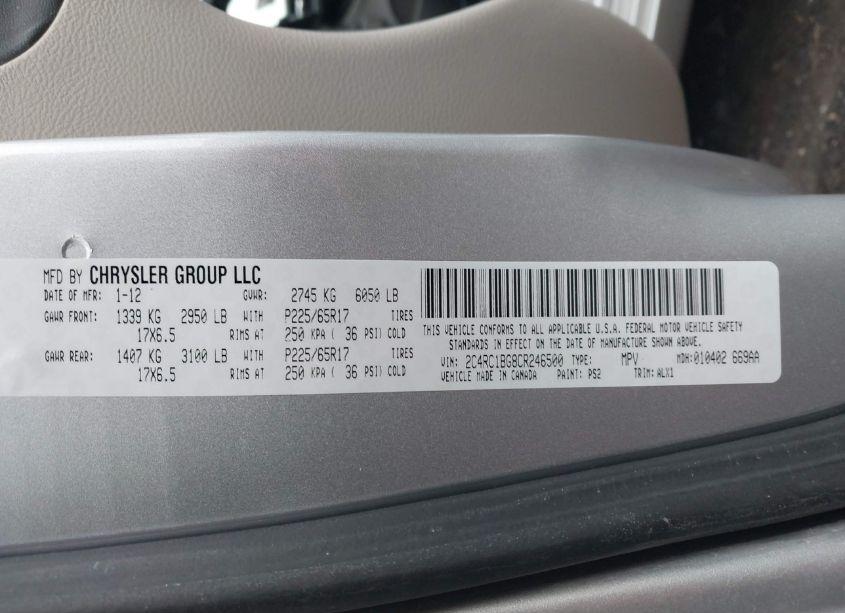 MFD BY CHRYSLER GROUP LLC
DATE OF MFR: 1-12 GVWR: 2745 KG 6050 LB
GAWR FRONT: 1339 KG 2950 LB WITH P225/65R17 TIRES
17X6.5 RIMS AT 250 KPA ( 36 PSI) COLD
GAWR REAR: 1407 KG 3100 LB WITH P225/65R17 TIRES
17X6.5 RIMS AT 250 KPA ( 36 PSI) COLD
THIS VEHICLE CONFORMS TO ALL APPLICABLE U.S.A. FEDERAL MOTOR VEHICLE SAFETY
STANDARDS IN EFFECT ON THE DATE OF MANUFACTURE SHOWN ABOVE.
VIN: 2C4RC1BG8CR246500 TYPE: MPV MDH: 010402 669AA
VEHICLE MADE IN CANADA PAINT: PS2 TRIM: ALX1